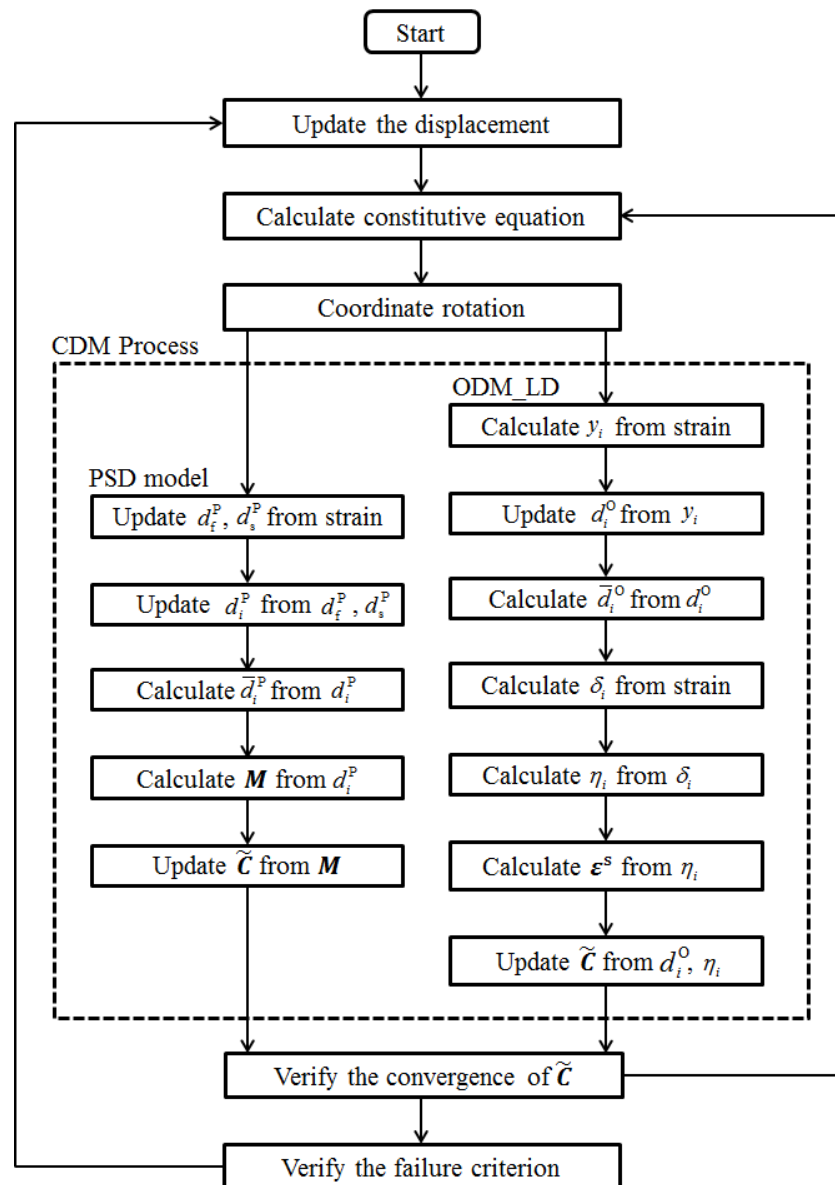 Start
Update the displacement
Calculate constitutive equation
Coordinate rotation
CDM Process
PSD model
Update d_f^P, d_s^P from strain
Update d_i^P from d_f^P, d_s^P
Calculate d̅_i^P from d_i^P
Calculate M from d_i^P
Update C̃ from M
ODM_LD
Calculate y_i from strain
Update d_i^O from y_i
Calculate d̅_i^O from d_i^O
Calculate δ_i from strain
Calculate η_i from δ_i
Calculate ε^s from η_i
Update C̃ from d_i^O, η_i
Verify the convergence of C̃
Verify the failure criterion